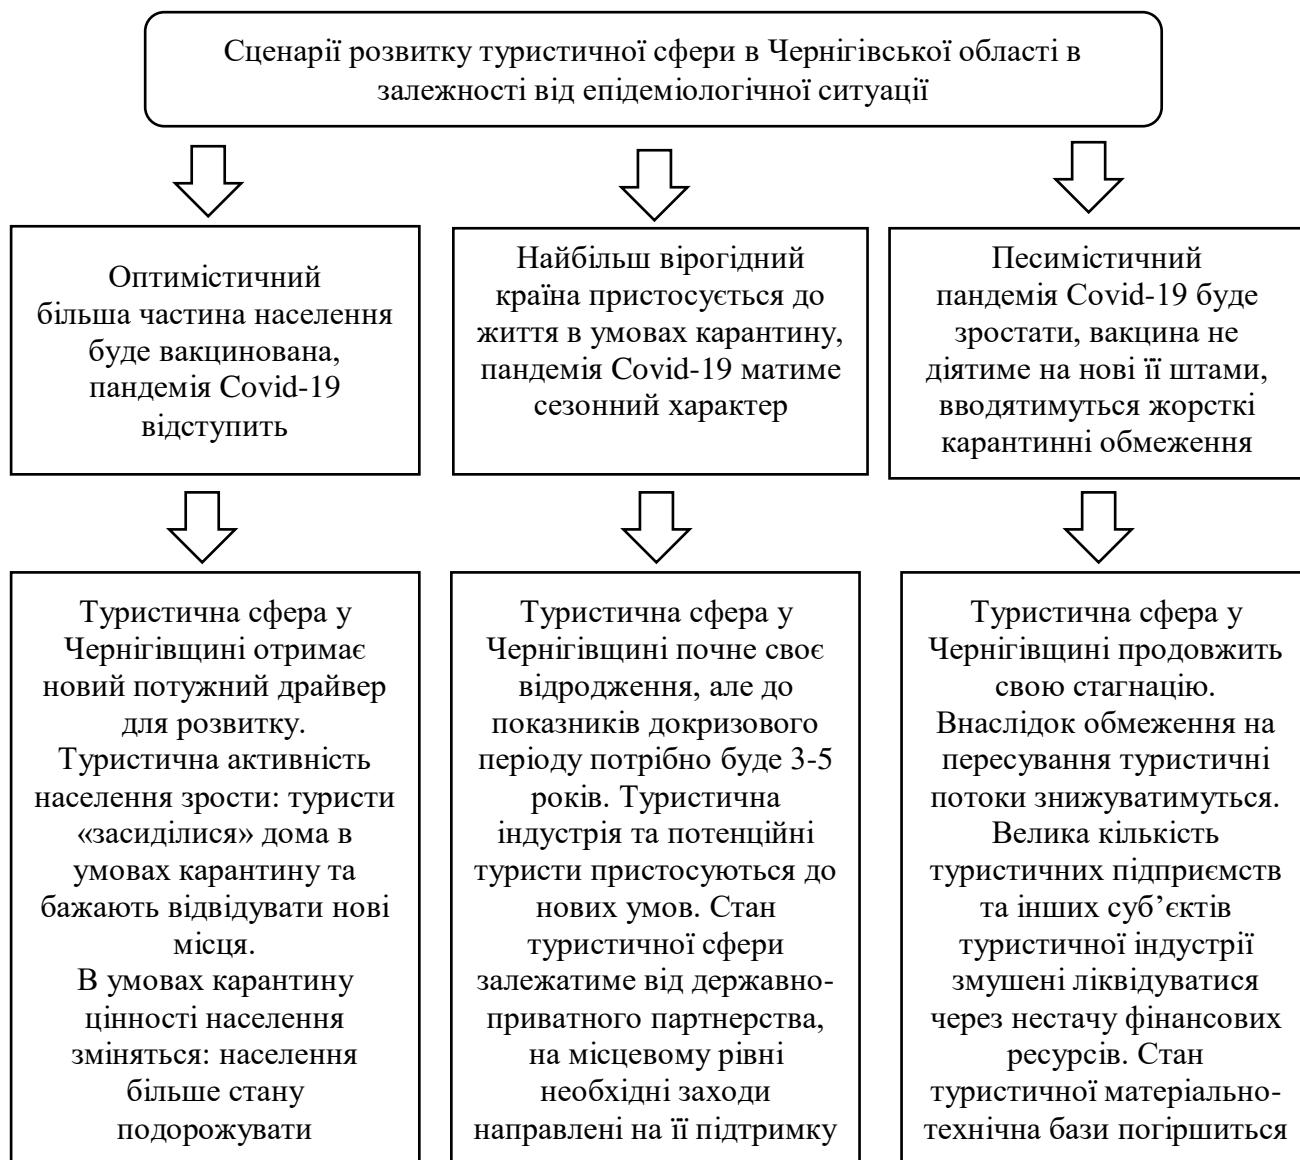 Сценарії розвитку туристичної сфери в Чернігівської області в
залежності від епідеміологічної ситуації
Оптимістичний
більша частина населення
буде вакцинована,
пандемія Covid-19
відступить
Найбільш вірогідний
країна пристосується до
життя в умовах карантину,
пандемія Covid-19 матиме
сезонний характер
Песимістичний
пандемія Covid-19 буде
зростати, вакцина не
діятиме на нові її штами,
вводятимуться жорсткі
карантинні обмеження
Туристична сфера у
Чернігівщині отримає
новий потужний драйвер
для розвитку.
Туристична активність
населення зрости: туристи
«засиділися» дома в
умовах карантину та
бажають відвідувати нові
місця.
В умовах карантину
цінності населення
зміняться: населення
більше стану
подорожувати
Туристична сфера у
Чернігівщині почне своє
відродження, але до
показників докризового
періоду потрібно буде 3-5
років. Туристична
індустрія та потенційні
туристи пристосуються до
нових умов. Стан
туристичної сфери
залежатиме від державно-
приватного партнерства,
на місцевому рівні
необхідні заходи
направлені на її підтримку
Туристична сфера у
Чернігівщині продовжить
свою стагнацію.
Внаслідок обмеження на
пересування туристичні
потоки знижуватимуться.
Велика кількість
туристичних підприємств
та інших суб’єктів
туристичної індустрії
змушені ліквідуватися
через нестачу фінансових
ресурсів. Стан
туристичної матеріально-
технічна бази погіршиться